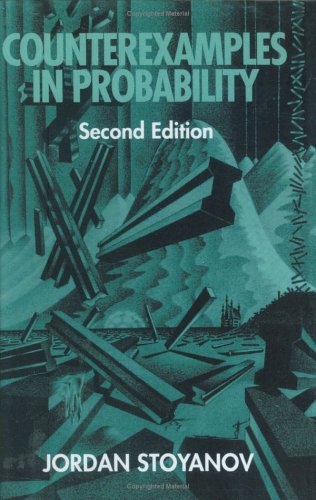 COUNTEREXAMPLES
IN PROBABILITY
Second Edition
JORDAN STOYANOV